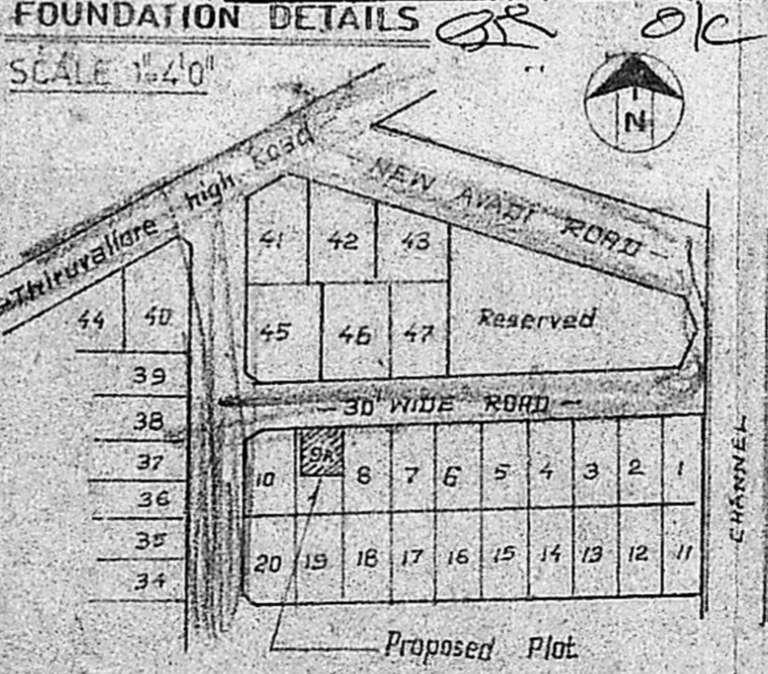 FOUNDATION DETAILS
SCALE 1"=4'0"
O/C
N
Thiruvallore high Road
NEW AVADI ROAD
41 42 43
44 40
45 46 47 Reserved
39
30' WIDE ROAD
38
37
10 9A 8 7 6 5 4 3 2 1
36
CHANNEL
35
20 19 18 17 16 15 14 13 12 11
34
Proposed Plot